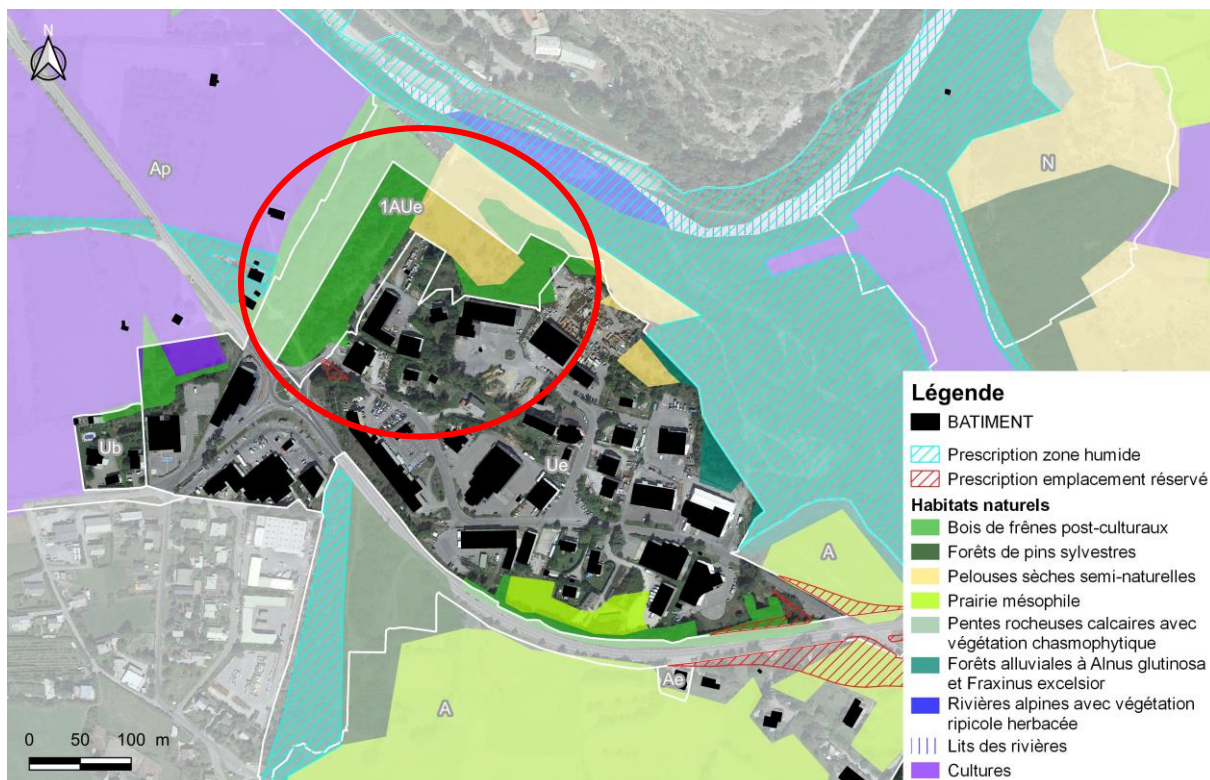 N
Ap
1AUe
N
Ub
Ue
A
Ae
A
0 50 100 m
Légende
BATIMENT
Prescription zone humide
Prescription emplacement réservé
Habitats naturels
Bois de frênes post-culturaux
Forêts de pins sylvestres
Pelouses sèches semi-naturelles
Prairie mésophile
Pentes rocheuses calcaires avec
végétation chasmophytique
Forêts alluviales à Alnus glutinosa
et Fraxinus excelsior
Rivières alpines avec végétation
ripicole herbacée
Lits des rivières
Cultures